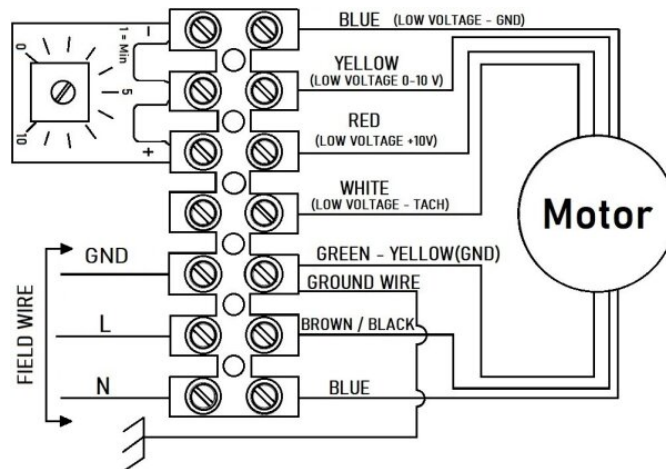 BLUE (LOW VOLTAGE - GND)
1 = Min
-
0
5
10
+
YELLOW
(LOW VOLTAGE 0-10 V)
RED
(LOW VOLTAGE +10V)
WHITE
(LOW VOLTAGE - TACH)
Motor
GND
GREEN - YELLOW(GND)
GROUND WIRE
FIELD WIRE
L
BROWN / BLACK
N
BLUE